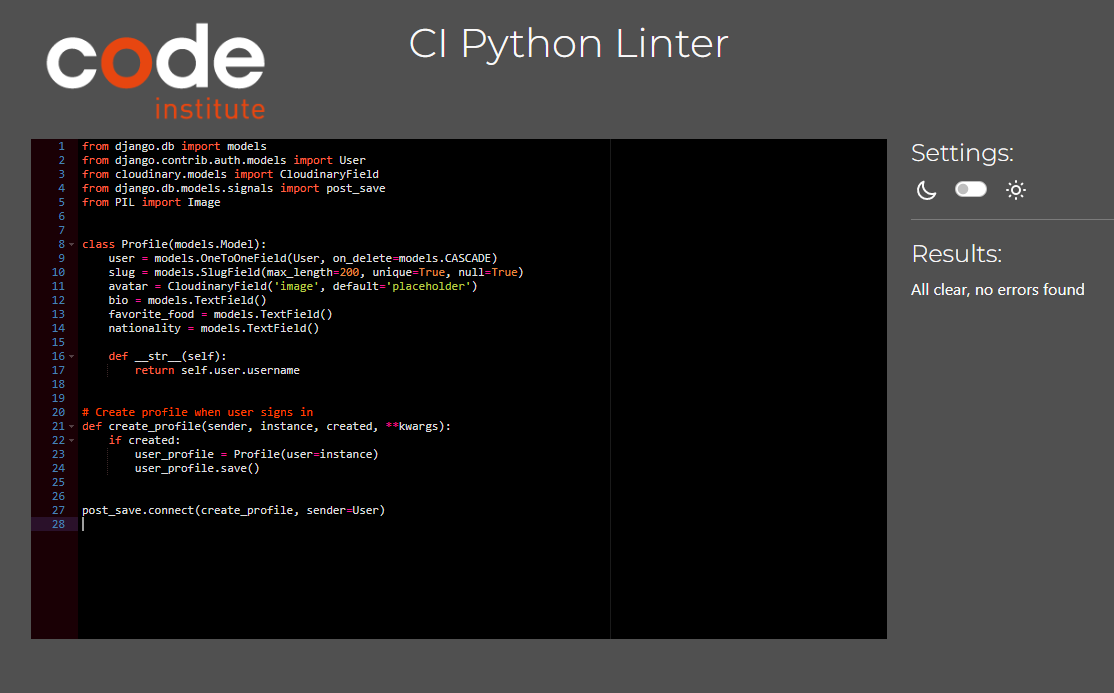 code
institute
CI Python Linter
1 from django.db import models
2 from django.contrib.auth.models import User
3 from cloudinary.models import CloudinaryField
4 from django.db.models.signals import post_save
5 from PIL import Image
6
7
8 class Profile(models.Model):
9     user = models.OneToOneField(User, on_delete=models.CASCADE)
10     slug = models.SlugField(max_length=200, unique=True, null=True)
11     avatar = CloudinaryField('image', default='placeholder')
12     bio = models.TextField()
13     favorite_food = models.TextField()
14     nationality = models.TextField()
15
16     def __str__(self):
17         return self.user.username
18
19
20 # Create profile when user signs in
21 def create_profile(sender, instance, created, **kwargs):
22     if created:
23         user_profile = Profile(user=instance)
24         user_profile.save()
25
26
27 post_save.connect(create_profile, sender=User)
28
Settings:
Results:
All clear, no errors found